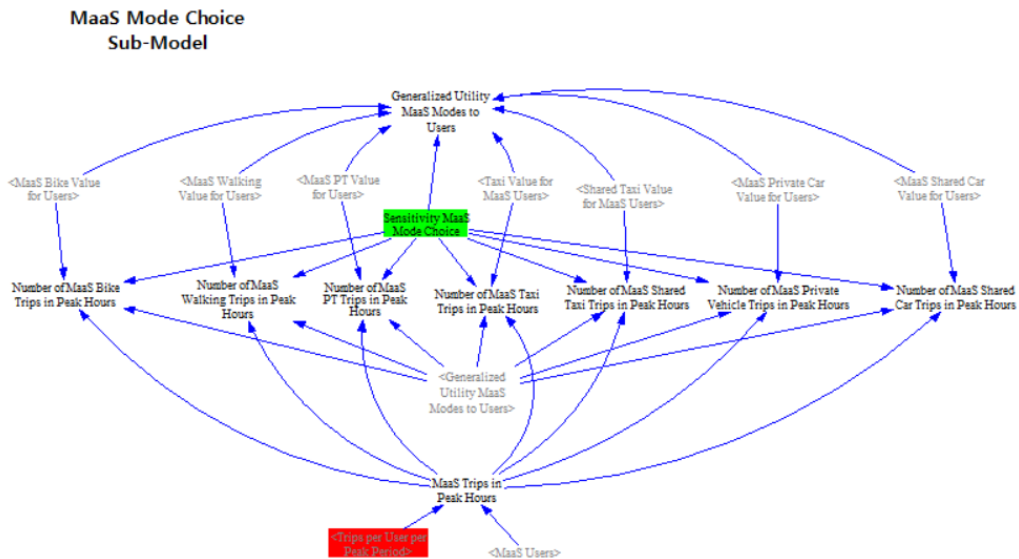 MaaS Mode Choice
Sub-Model
Generalized Utility
MaaS Modes to
Users
<MaaS Bike Value
for Users>
<MaaS Walking
Value for Users>
<MaaS PT Value
for Users>
<Taxi Value for
MaaS Users>
<Shared Taxi Value
for MaaS Users>
<MaaS Private Car
Value for Users>
<MaaS Shared Car
Value for Users>
Sensitivity MaaS
Mode Choice
Number of MaaS Bike
Trips in Peak Hours
Number of MaaS
Walking Trips in Peak
Hours
Number of MaaS
PT Trips in Peak
Hours
Number of MaaS Taxi
Trips in Peak Hours
Number of MaaS Shared
Taxi Trips in Peak Hours
Number of MaaS Private
Vehicle Trips in Peak Hours
Number of MaaS Shared
Car Trips in Peak Hours
<Generalized
Utility MaaS
Modes to Users>
MaaS Trips in
Peak Hours
<Trips per User per
Peak Period>
<MaaS Users>